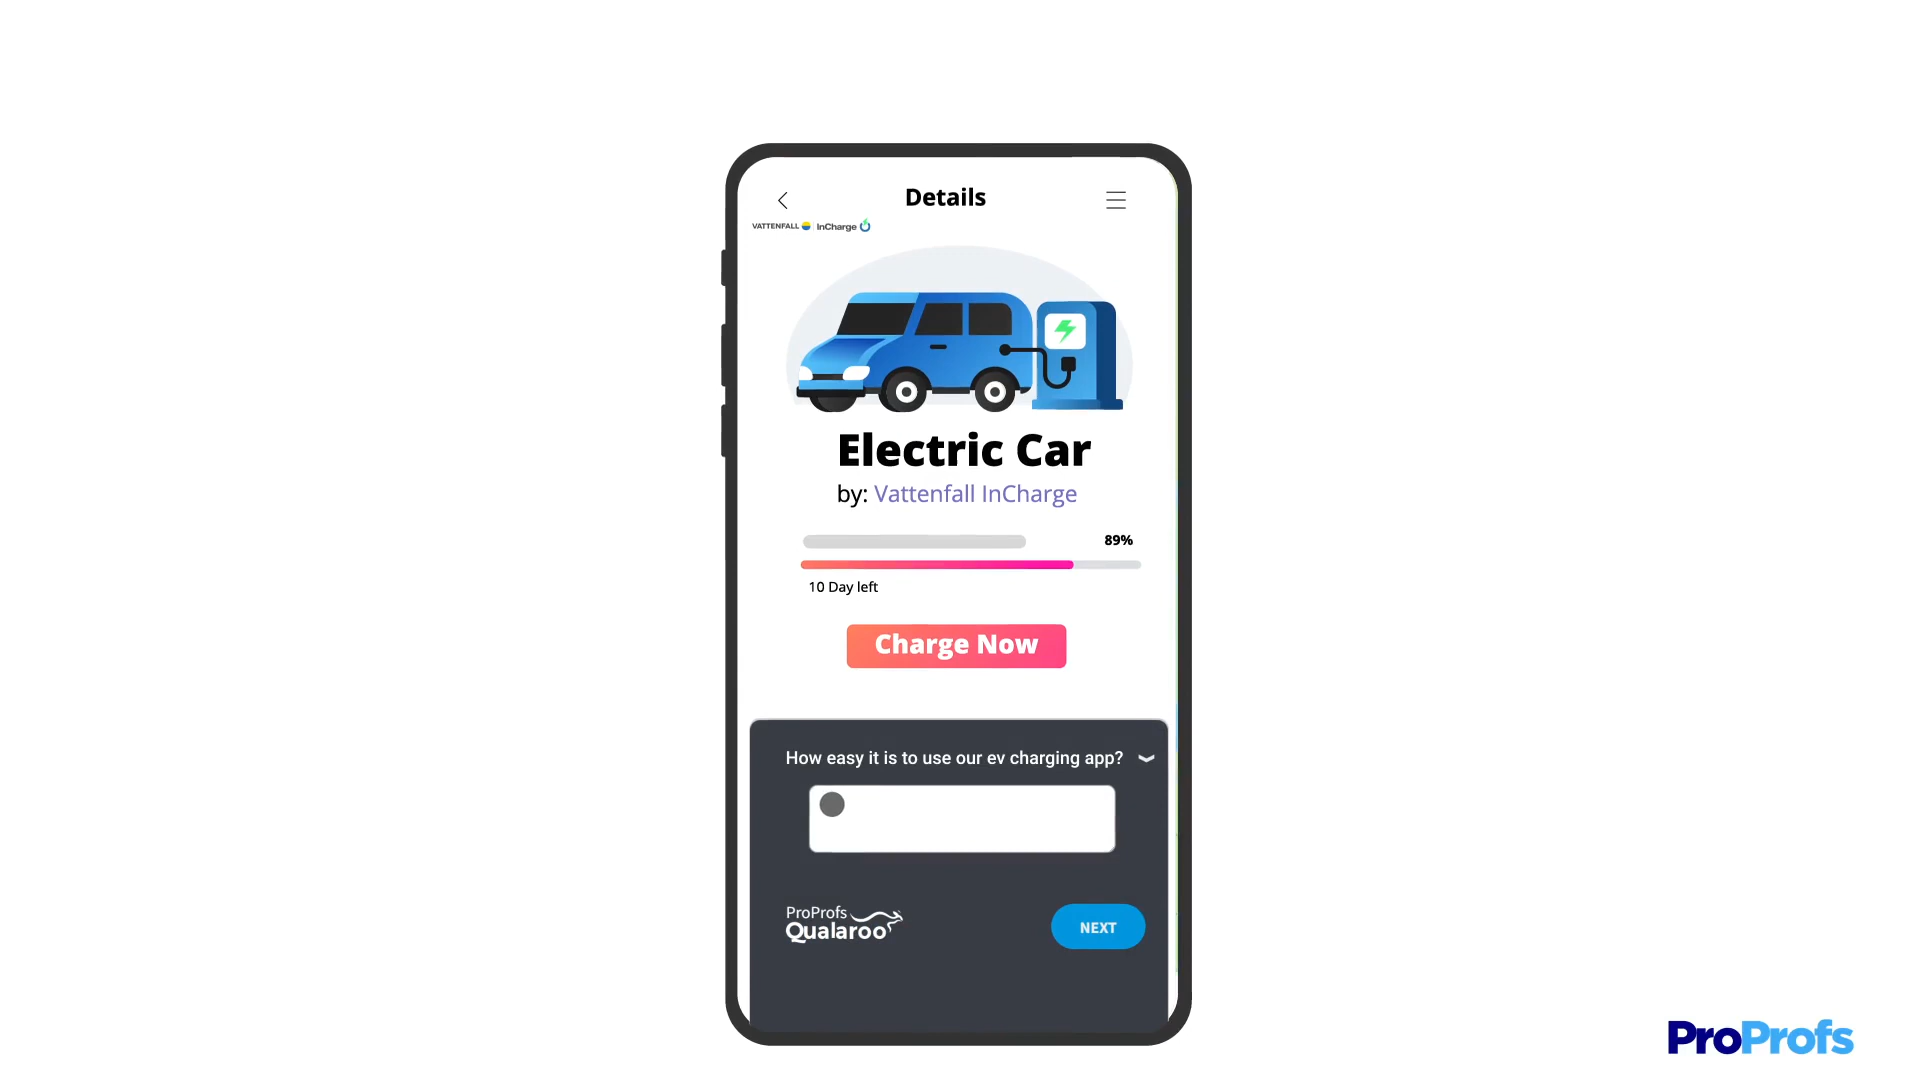 Details
VATTENFALL InCharge
Electric Car
by: Vattenfall InCharge
89%
10 Day left
Charge Now
How easy it is to use our ev charging app?
ProProfs
Qualaroo
NEXT
ProProfs